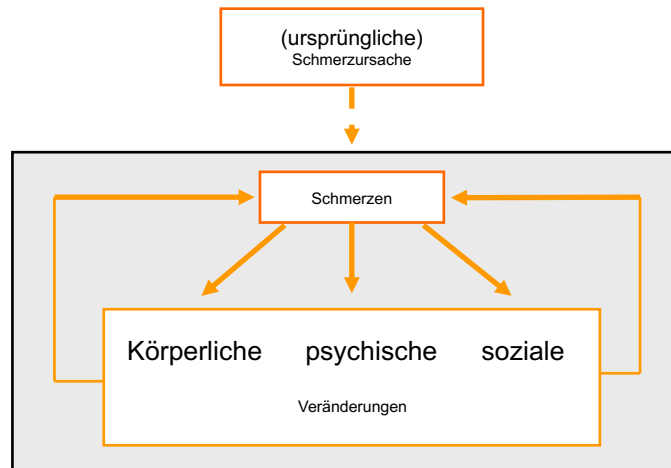 (ursprüngliche)
Schmerzursache
Schmerzen
Körperliche psychische soziale
Veränderungen